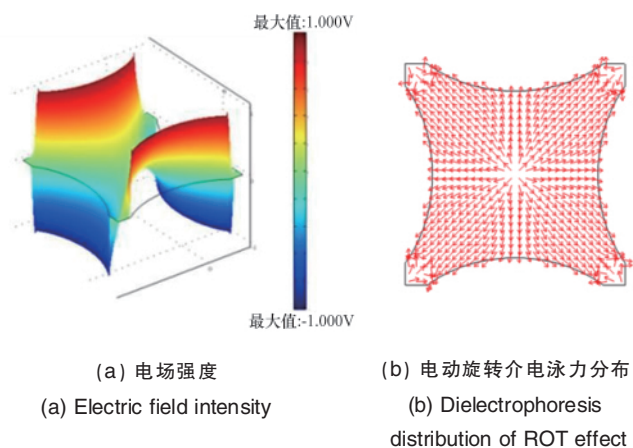 最大值:1.000V
最大值:-1.000V
(a) 电场强度
(a) Electric field intensity
(b) 电动旋转介电泳力分布
(b) Dielectrophoresis
distribution of ROT effect